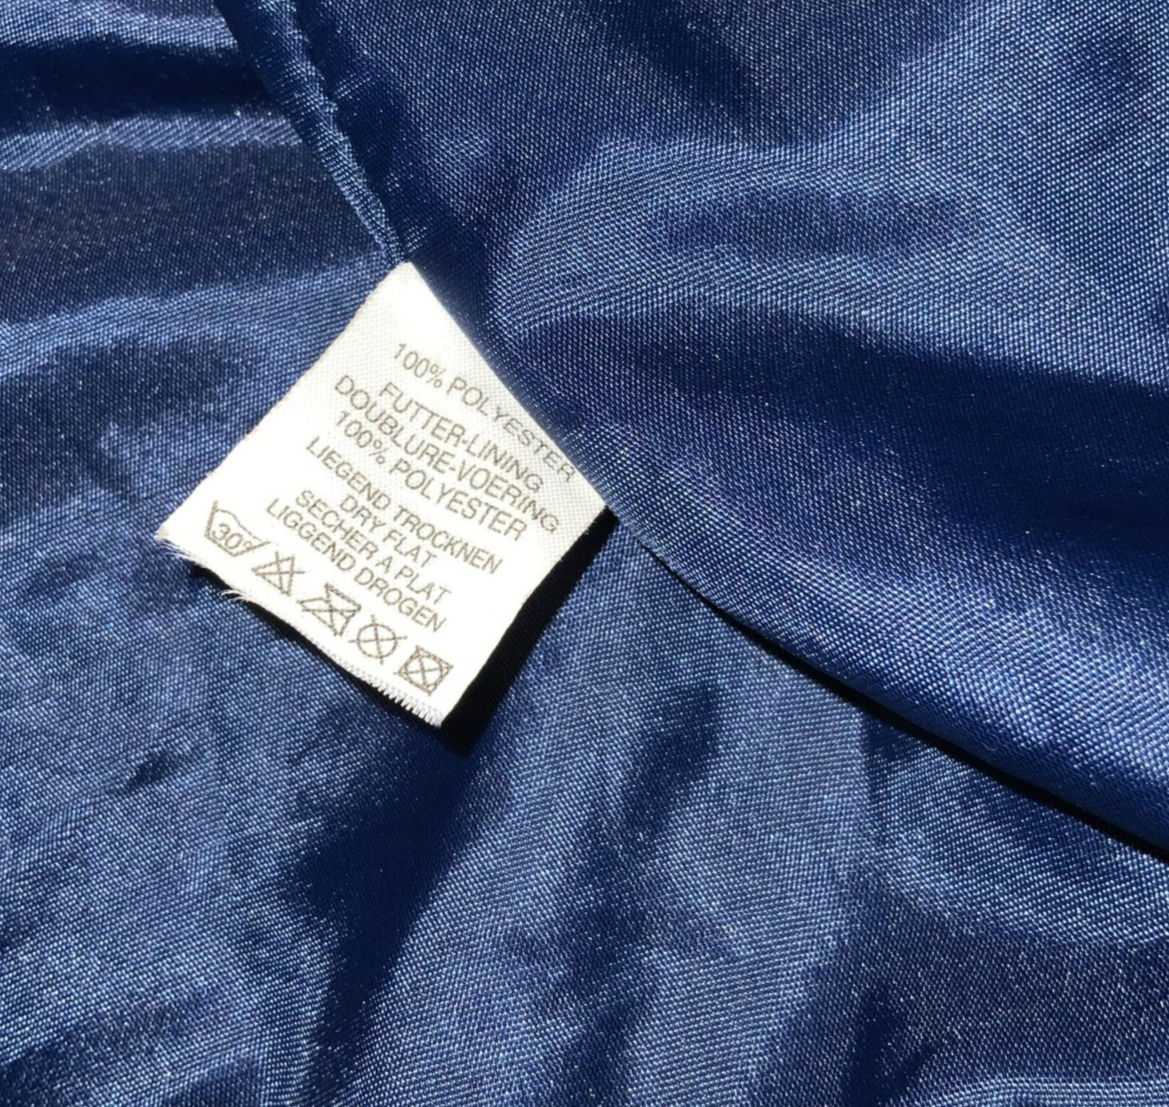 100% POLYESTER
FUTTER-LINING
DOUBLURE-VOERING
100% POLYESTER
LIEGEND TROCKNEN
DRY FLAT
SECHER A PLAT
LIGGEND DROGEN
30